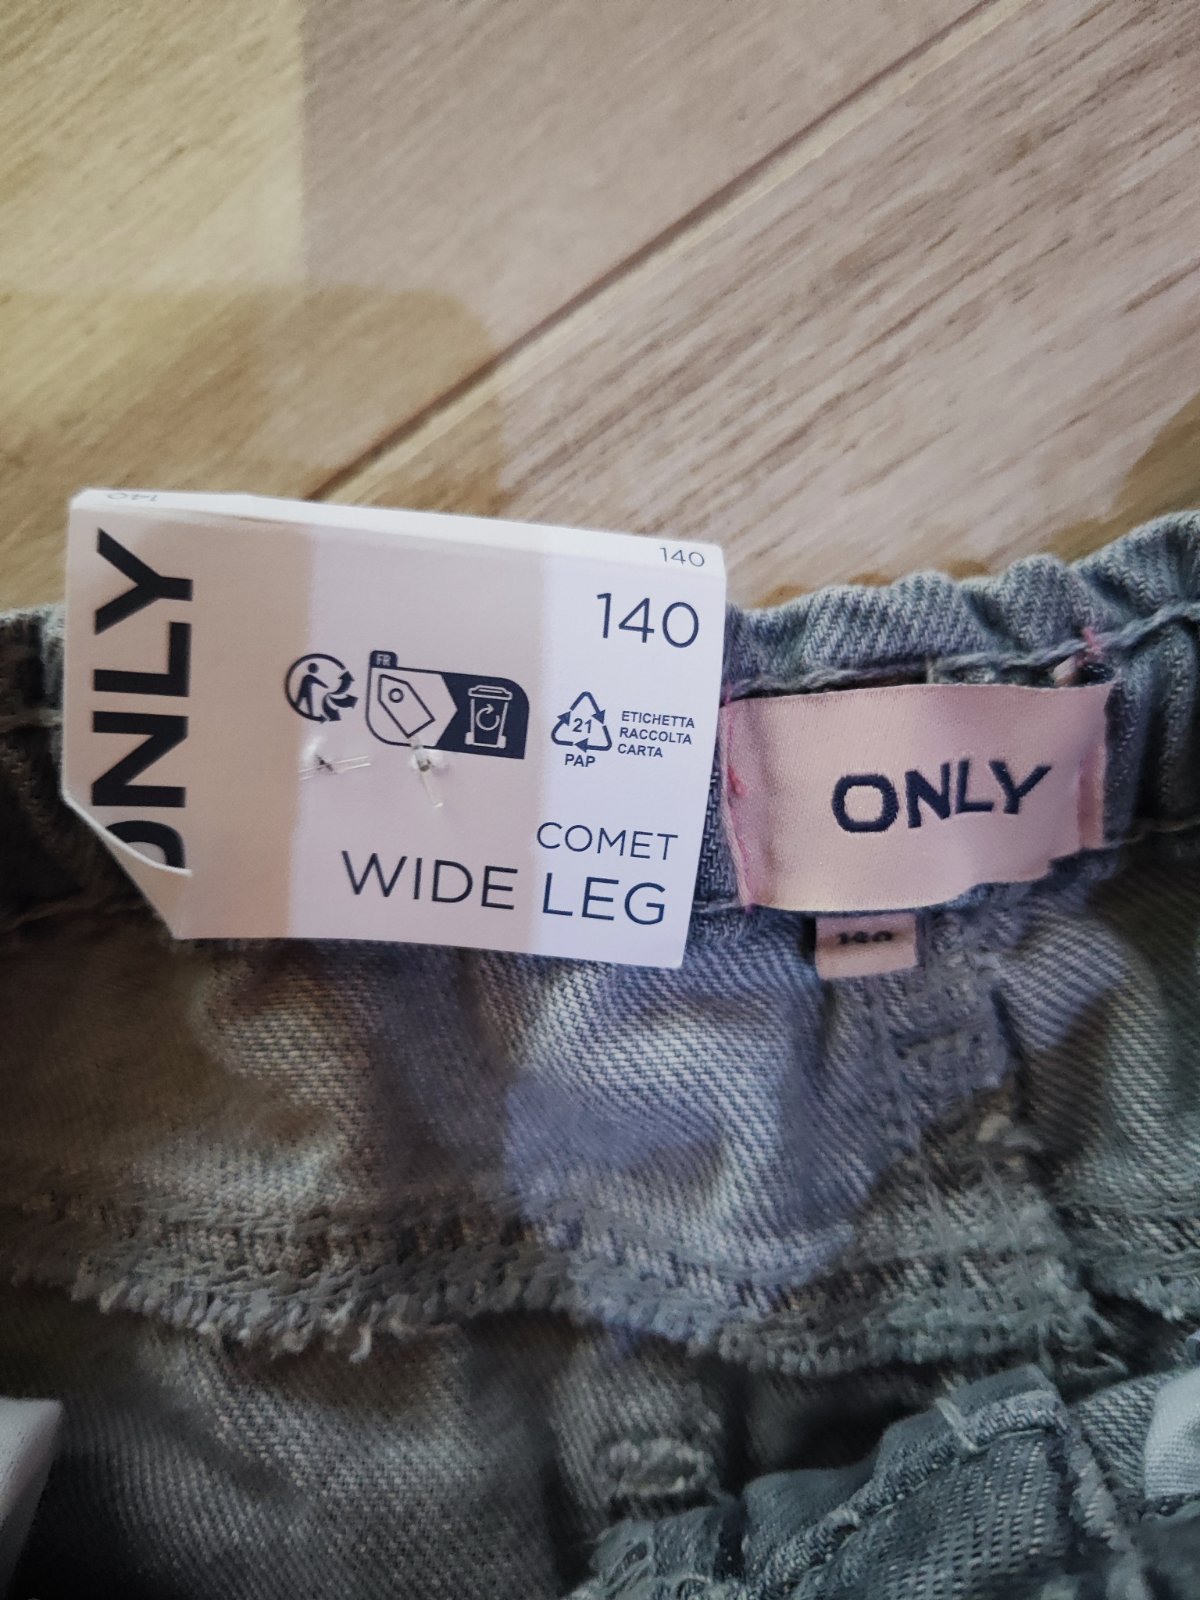 140
140
140
ONLY
FR
21
PAP
ETICHETTA
RACCOLTA
CARTA
COMET
WIDE LEG
ONLY